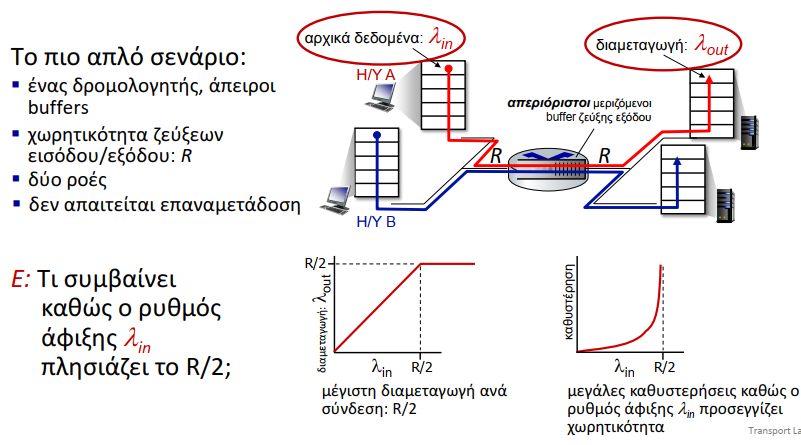 Το πιο απλό σενάριο:
▪ ένας δρομολογητής, άπειροι
buffers
▪ χωρητικότητα ζεύξεων
εισόδου/εξόδου: R
▪ δύο ροές
▪ δεν απαιτείται επαναμετάδοση
αρχικά δεδομένα: λin
διαμεταγωγή: λout
Η/Υ A
απεριόριστοι μεριζόμενοι
buffer ζεύξης εξόδου
R
R
Η/Υ B
E: Τι συμβαίνει
καθώς ο ρυθμός
άφιξης λin
πλησιάζει το R/2;
R/2
διαμεταγωγή: λout
λin
R/2
μέγιστη διαμεταγωγή ανά
σύνδεση: R/2
καθυστέρηση
λin
R/2
μεγάλες καθυστερήσεις καθώς ο
ρυθμός άφιξης λin προσεγγίζει
χωρητικότητα
Transport La